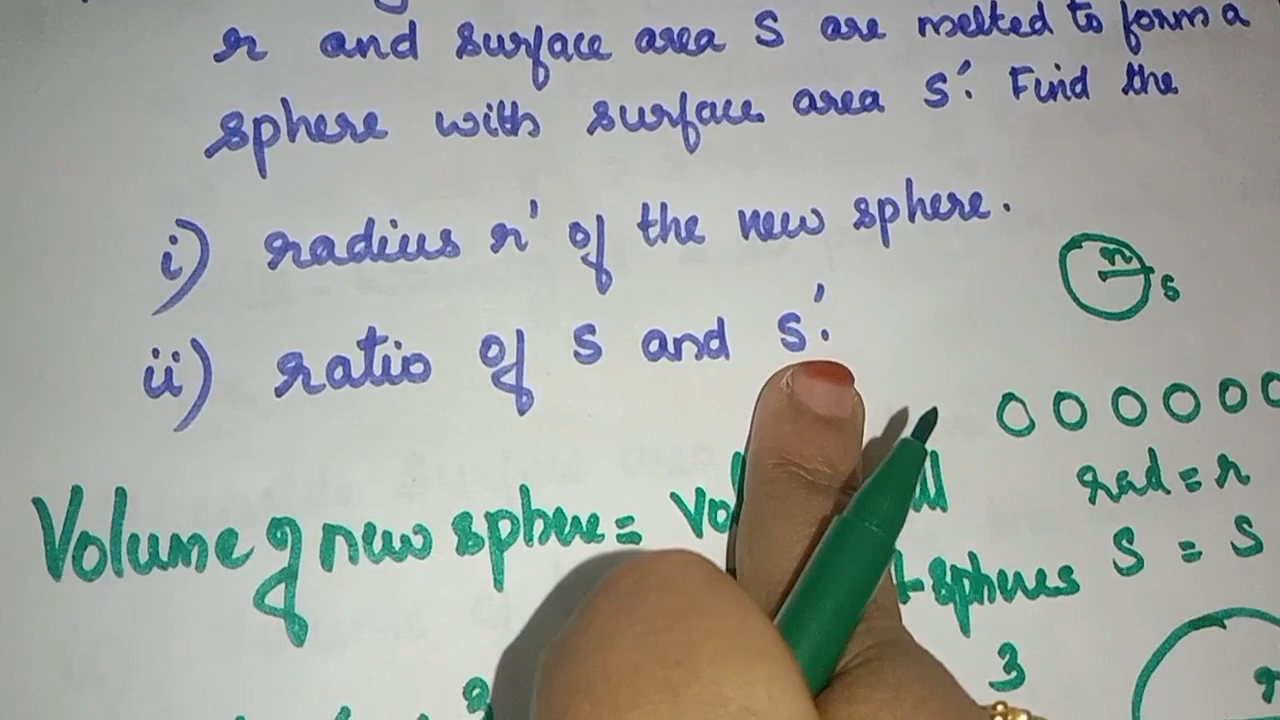 r and surface area S are melted to form a
sphere with surface area S'. Find the
i) radius r' of the new sphere.
ii) ratio of S and S'.
r
S
rad = r
S = S
Volume of new sphere =
spheres
3
r